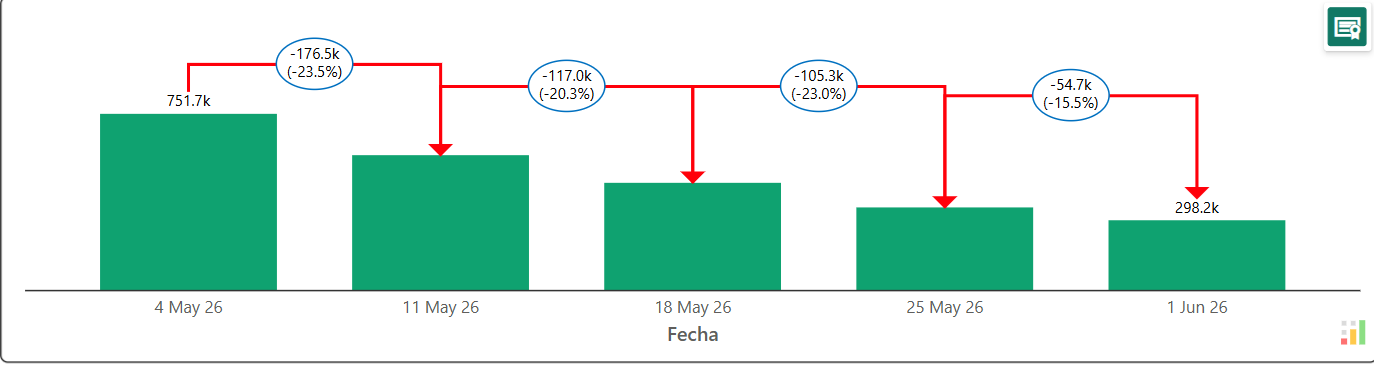 -176.5k
(-23.5%)
-117.0k
(-20.3%)
-105.3k
(-23.0%)
-54.7k
(-15.5%)
751.7k
298.2k
4 May 26
11 May 26
18 May 26
25 May 26
1 Jun 26
Fecha